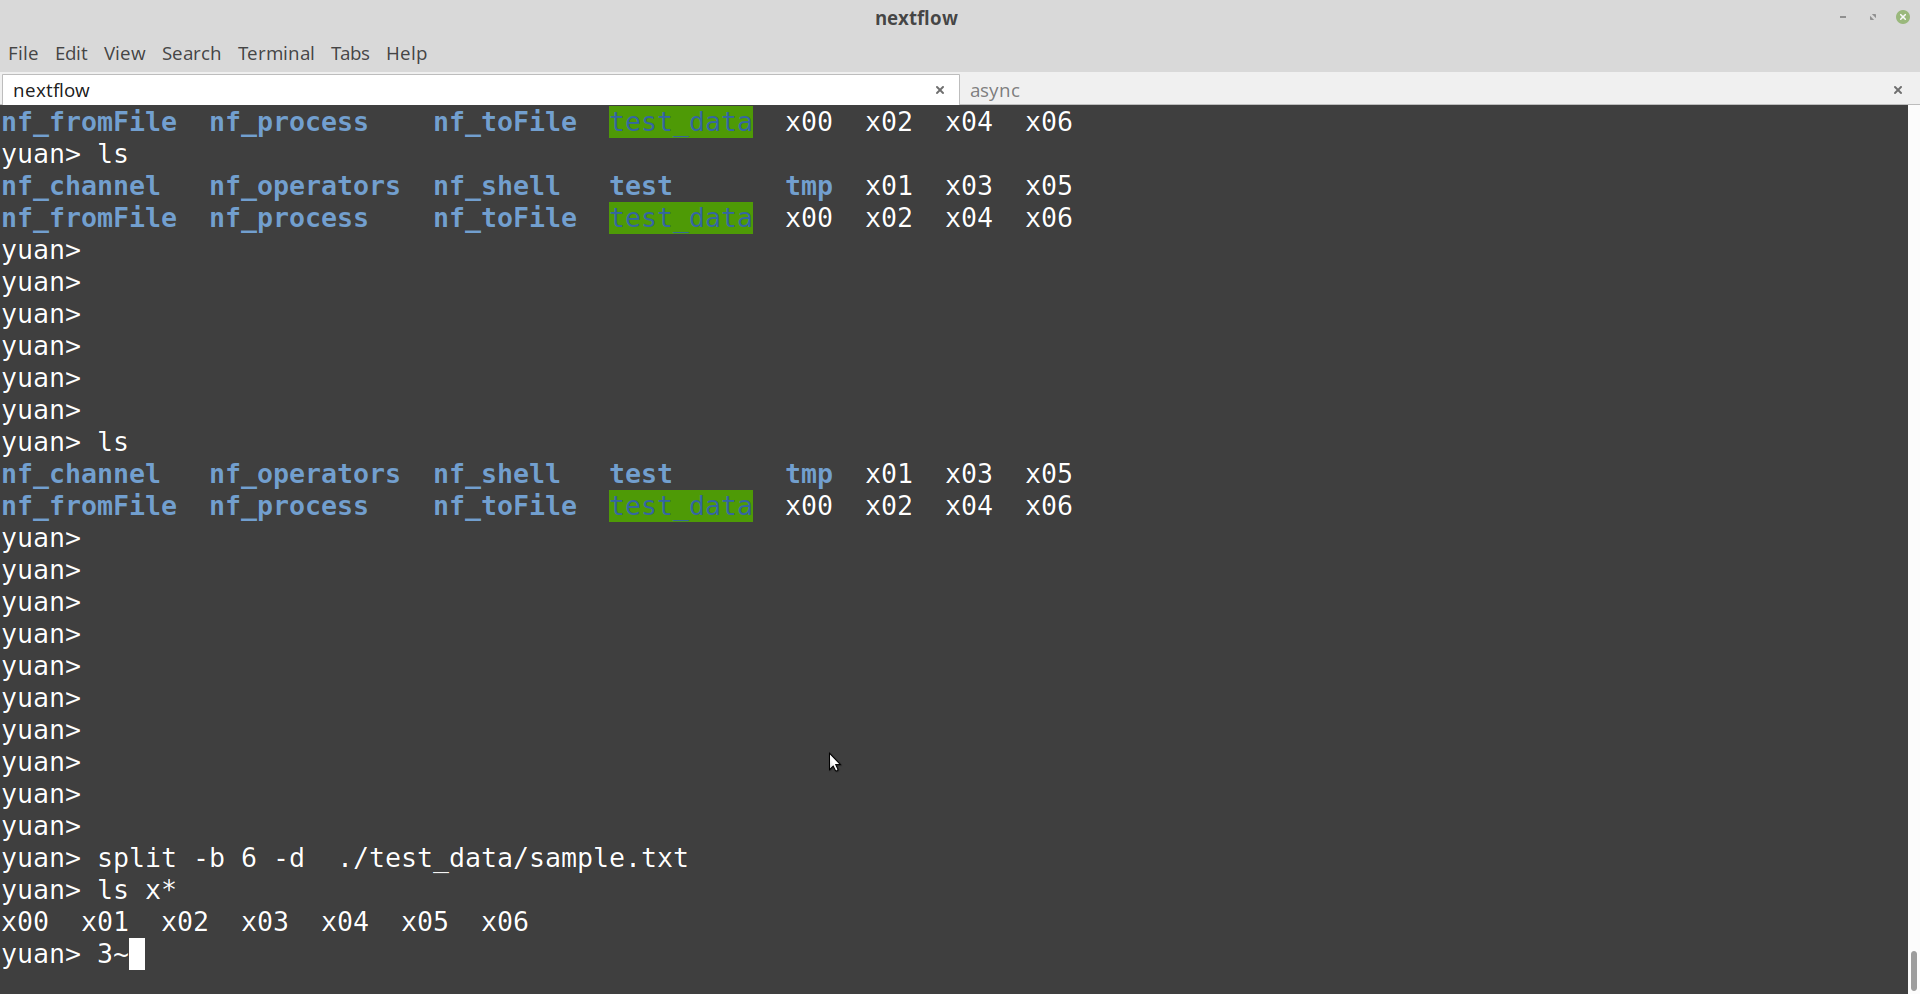 nextflow
File Edit View Search Terminal Tabs Help
nextflow async
nf_fromFile  nf_process    nf_toFile  test_data  x00  x02  x04  x06
yuan> ls
nf_channel   nf_operators  nf_shell   test       tmp  x01  x03  x05
nf_fromFile  nf_process    nf_toFile  test_data  x00  x02  x04  x06
yuan>
yuan>
yuan>
yuan>
yuan>
yuan>
yuan> ls
nf_channel   nf_operators  nf_shell   test       tmp  x01  x03  x05
nf_fromFile  nf_process    nf_toFile  test_data  x00  x02  x04  x06
yuan>
yuan>
yuan>
yuan>
yuan>
yuan>
yuan>
yuan>
yuan>
yuan>
yuan> split -b 6 -d  ./test_data/sample.txt
yuan> ls x*
x00  x01  x02  x03  x04  x05  x06
yuan> 3~